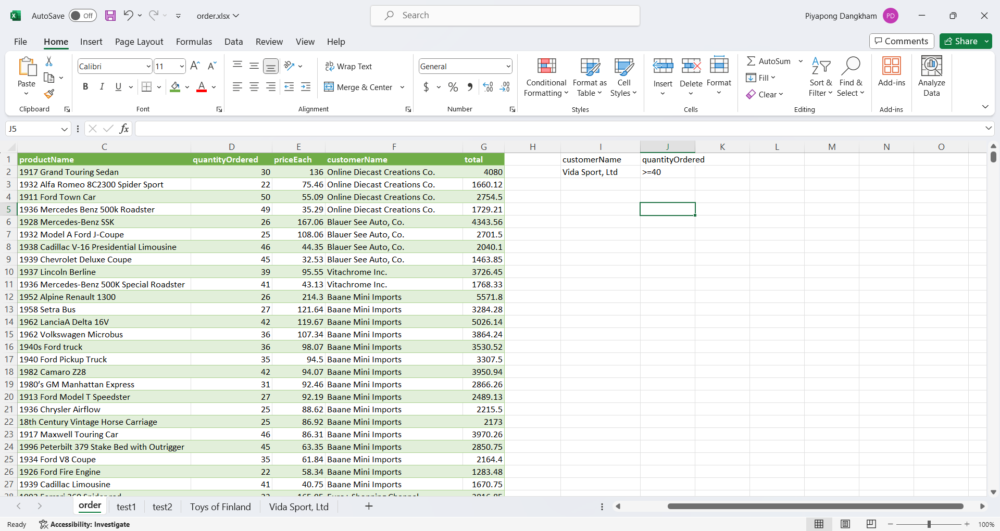 AutoSave Off order.xlsx Search Piyapong Dangkham PD
File Home Insert Page Layout Formulas Data Review View Help Comments Share
Paste
Clipboard
Calibri 11
B I U A
Font
Wrap Text
Merge & Center
Alignment
General
$ % 
Number
Conditional Formatting
Format as Table
Cell Styles
Styles
Insert Delete Format
Cells
AutoSum
Fill
Clear
Sort & Filter
Find & Select
Editing
Add-ins
Add-ins
Analyze Data
J5 fx
C D E F G H I J K L M N O
1 productName quantityOrdered priceEach customerName total customerName quantityOrdered
2 1917 Grand Touring Sedan 30 136 Online Diecast Creations Co. 4080 Vida Sport, Ltd >=40
3 1932 Alfa Romeo 8C2300 Spider Sport 22 75.46 Online Diecast Creations Co. 1660.12
4 1911 Ford Town Car 50 55.09 Online Diecast Creations Co. 2754.5
5 1936 Mercedes Benz 500k Roadster 49 35.29 Online Diecast Creations Co. 1729.21
6 1928 Mercedes-Benz SSK 26 167.06 Blauer See Auto, Co. 4343.56
7 1932 Model A Ford J-Coupe 25 108.06 Blauer See Auto, Co. 2701.5
8 1938 Cadillac V-16 Presidential Limousine 46 44.35 Blauer See Auto, Co. 2040.1
9 1939 Chevrolet Deluxe Coupe 45 32.53 Blauer See Auto, Co. 1463.85
10 1937 Lincoln Berline 39 95.55 Vitachrome Inc. 3726.45
11 1936 Mercedes-Benz 500K Special Roadster 41 43.13 Vitachrome Inc. 1768.33
12 1952 Alpine Renault 1300 26 214.3 Baane Mini Imports 5571.8
13 1958 Setra Bus 27 121.64 Baane Mini Imports 3284.28
14 1962 LanciaA Delta 16V 42 119.67 Baane Mini Imports 5026.14
15 1962 Volkswagen Microbus 36 107.34 Baane Mini Imports 3864.24
16 1940s Ford truck 36 98.07 Baane Mini Imports 3530.52
17 1940 Ford Pickup Truck 35 94.5 Baane Mini Imports 3307.5
18 1982 Camaro Z28 42 94.07 Baane Mini Imports 3950.94
19 1980’s GM Manhattan Express 31 92.46 Baane Mini Imports 2866.26
20 1913 Ford Model T Speedster 27 92.19 Baane Mini Imports 2489.13
21 1936 Chrysler Airflow 25 88.62 Baane Mini Imports 2215.5
22 18th Century Vintage Horse Carriage 25 86.92 Baane Mini Imports 2173
23 1917 Maxwell Touring Car 46 86.31 Baane Mini Imports 3970.26
24 1996 Peterbilt 379 Stake Bed with Outrigger 45 63.35 Baane Mini Imports 2850.75
25 1934 Ford V8 Coupe 35 61.84 Baane Mini Imports 2164.4
26 1926 Ford Fire Engine 22 58.34 Baane Mini Imports 1283.48
27 1939 Cadillac Limousine 41 40.75 Baane Mini Imports 1670.75
order test1 test2 Toys of Finland Vida Sport, Ltd
Ready Accessibility: Investigate 100%